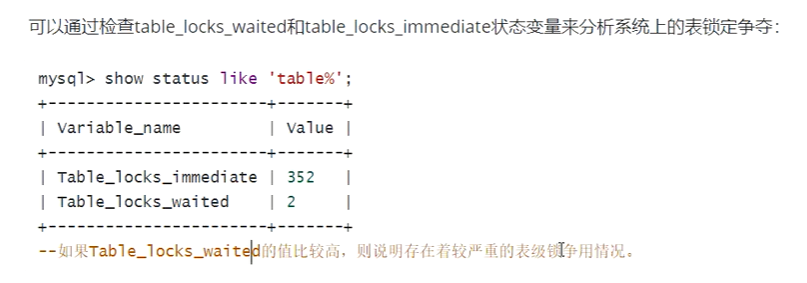 可以通过检查table_locks_waited和table_locks_immediate状态变量来分析系统上的表锁定争夺：
mysql> show status like 'table%';
+-----------------------+-------+
| Variable_name | Value |
+-----------------------+-------+
| Table_locks_immediate | 352 |
| Table_locks_waited | 2 |
+-----------------------+-------+
--如果Table_locks_waited的值比较高，则说明存在着较严重的表级锁争用情况。